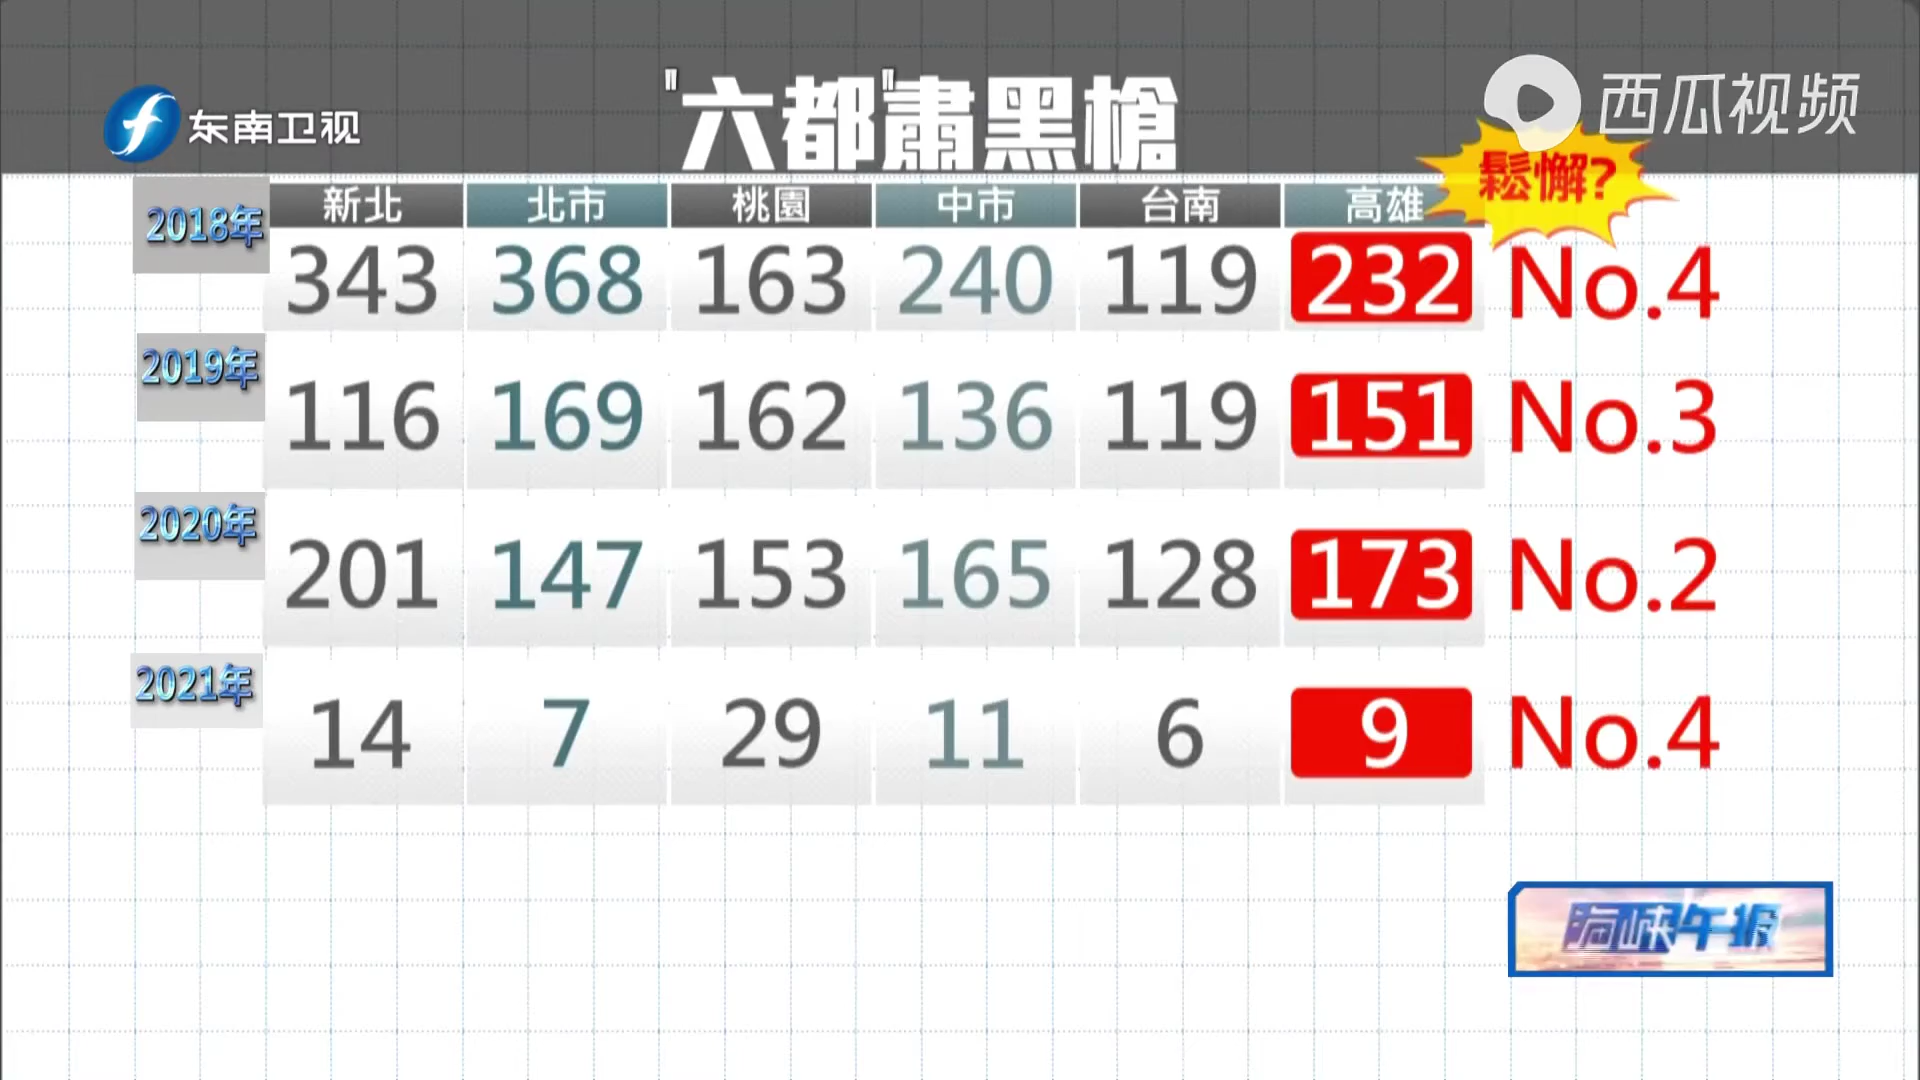 "六都"肅黑槍
东南卫视
西瓜视频
鬆懈?
新北 北市 桃園 中市 台南 高雄
2018年 343 368 163 240 119 232 No.4
2019年 116 169 162 136 119 151 No.3
2020年 201 147 153 165 128 173 No.2
2021年 14 7 29 11 6 9 No.4
海峡午报